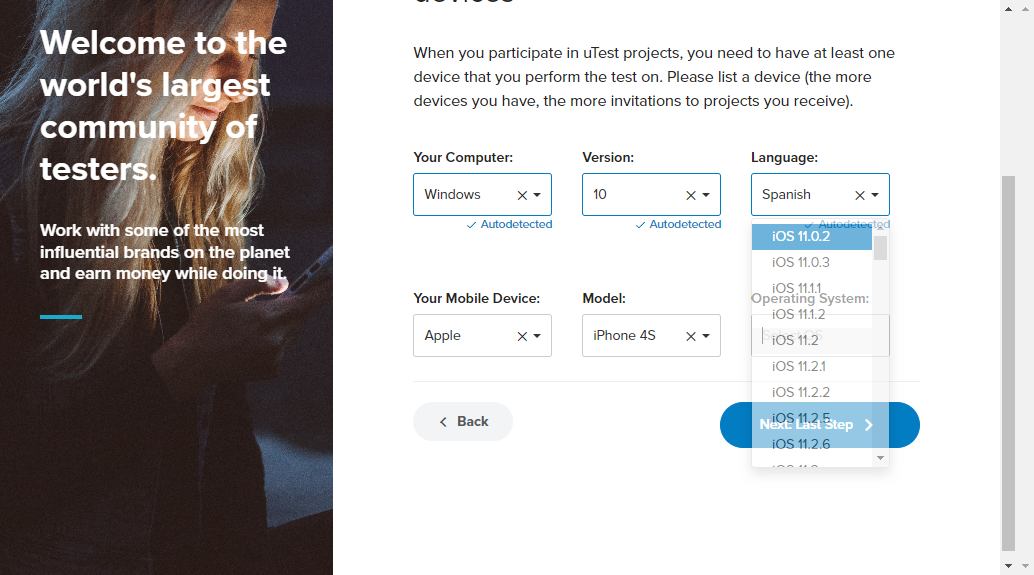 Welcome to the
world's largest
community of
testers.
Work with some of the most
influential brands on the planet
and earn money while doing it.
devices
When you participate in uTest projects, you need to have at least one
device that you perform the test on. Please list a device (the more
devices you have, the more invitations to projects you receive).
Your Computer:
Version:
Language:
Windows
10
Spanish
Autodetected
Autodetected
Autodetected
Your Mobile Device:
Model:
Operating System:
Apple
iPhone 4S
Select OS
iOS 11.0.2
iOS 11.0.3
iOS 11.1.1
iOS 11.1.2
iOS 11.2
iOS 11.2.1
iOS 11.2.2
iOS 11.2.5
iOS 11.2.6
Back
Next: Last Step